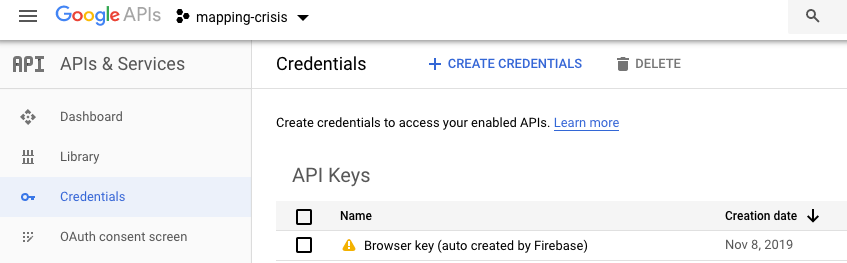 Google APIs mapping-crisis
API APIs & Services Credentials CREATE CREDENTIALS DELETE
Dashboard
Create credentials to access your enabled APIs. Learn more
Library
API Keys
Credentials
Name Creation date
OAuth consent screen
Browser key (auto created by Firebase) Nov 8, 2019